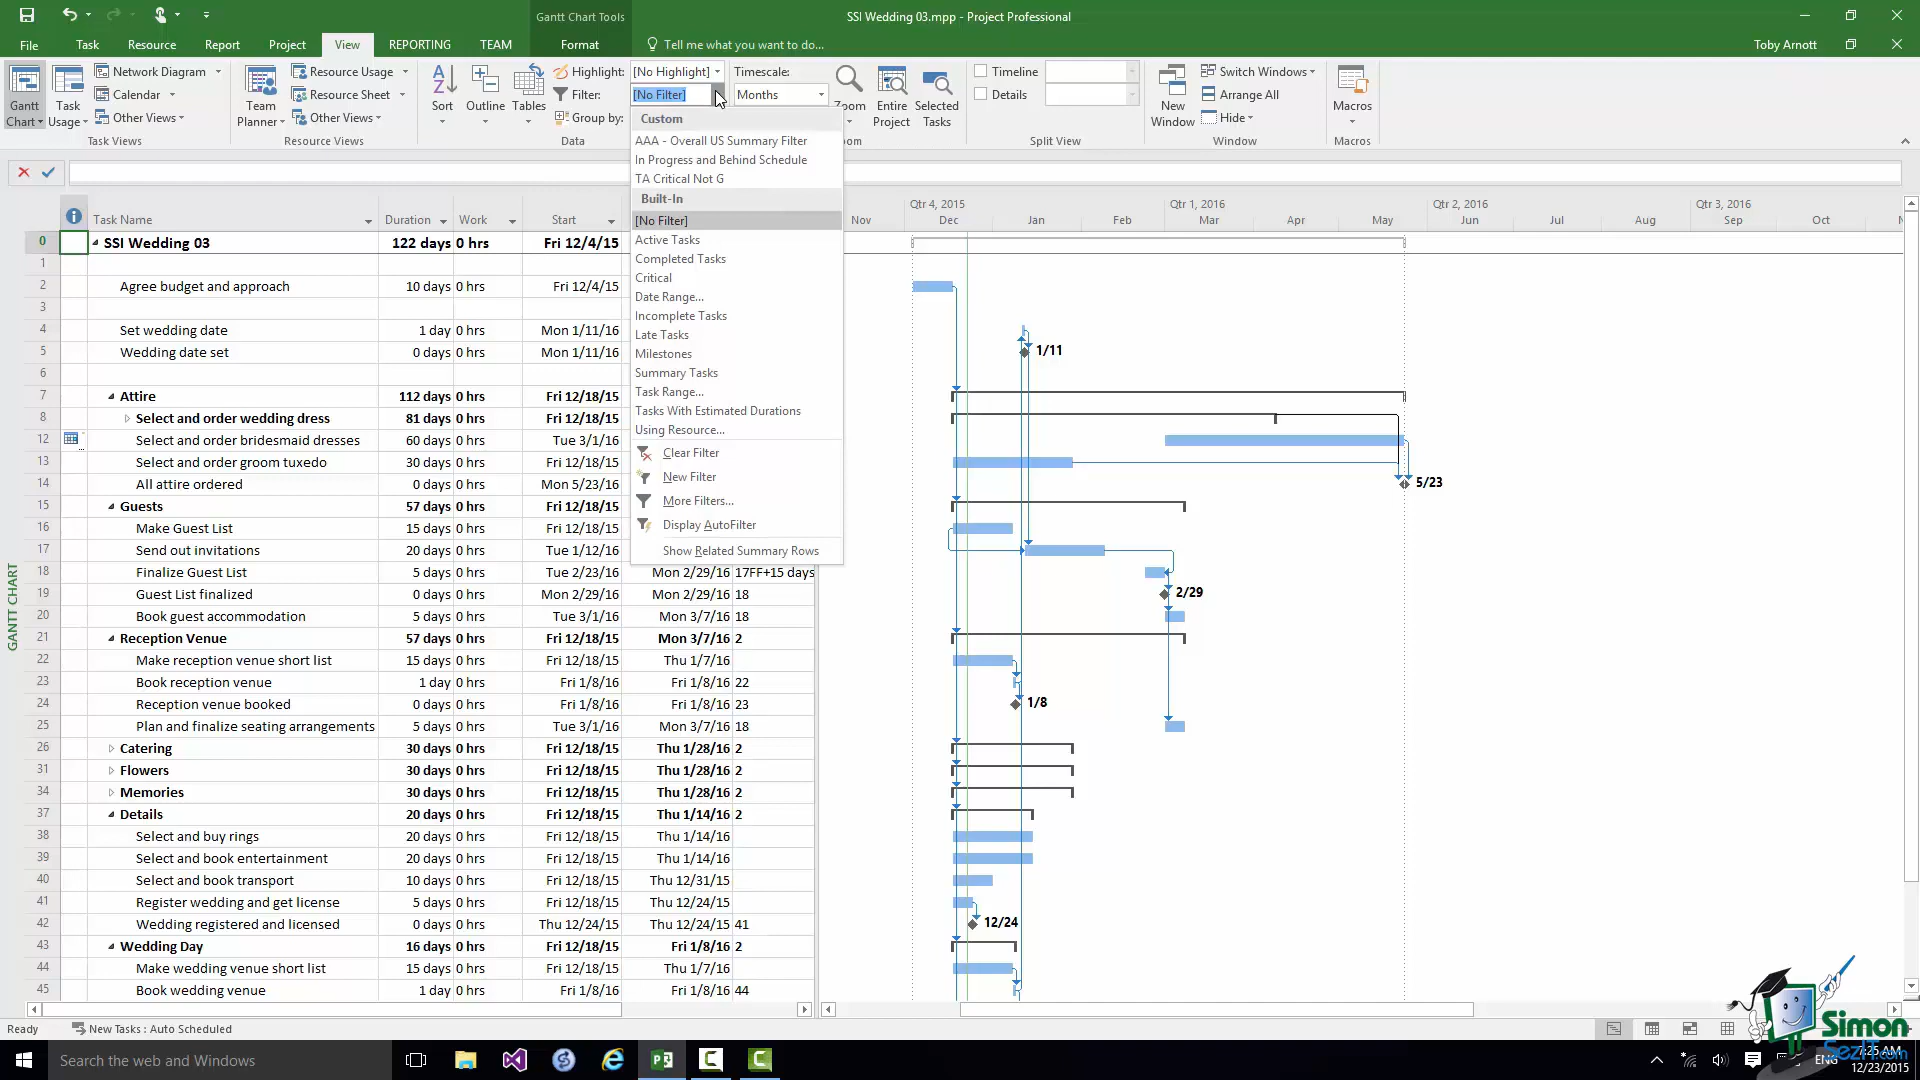 SSI Wedding 03.mpp - Project Professional
Gantt Chart Tools
File Task Resource Report Project View REPORTING TEAM Format Tell me what you want to do... Toby Arnott
Gantt Chart
Task Usage
Network Diagram
Calendar
Other Views
Task Views
Team Planner
Resource Usage
Resource Sheet
Other Views
Resource Views
Sort
Outline
Tables
Highlight: [No Highlight]
Filter: [No Filter]
Group by:
Data
Timescale:
Months
Zoom
Entire Project
Selected Tasks
oom
Timeline
Details
Split View
New Window
Switch Windows
Arrange All
Hide
Window
Macros
Macros
Custom
AAA - Overall US Summary Filter
In Progress and Behind Schedule
TA Critical Not G
Built-In
[No Filter]
Active Tasks
Completed Tasks
Critical
Date Range...
Incomplete Tasks
Late Tasks
Milestones
Summary Tasks
Task Range...
Tasks With Estimated Durations
Using Resource...
Clear Filter
New Filter
More Filters...
Display AutoFilter
Show Related Summary Rows
Task Name Duration Work Start
Qtr 4, 2015 Qtr 1, 2016 Qtr 2, 2016 Qtr 3, 2016
Nov Dec Jan Feb Mar Apr May Jun Jul Aug Sep Oct N
0 SSI Wedding 03 122 days 0 hrs Fri 12/4/15
1
2 Agree budget and approach 10 days 0 hrs Fri 12/4/15
3
4 Set wedding date 1 day 0 hrs Mon 1/11/16
5 Wedding date set 0 days 0 hrs Mon 1/11/16 1/11
6
7 Attire 112 days 0 hrs Fri 12/18/15
8 Select and order wedding dress 81 days 0 hrs Fri 12/18/15
12 Select and order bridesmaid dresses 60 days 0 hrs Tue 3/1/16
13 Select and order groom tuxedo 30 days 0 hrs Fri 12/18/15
14 All attire ordered 0 days 0 hrs Mon 5/23/16 5/23
15 Guests 57 days 0 hrs Fri 12/18/15
16 Make Guest List 15 days 0 hrs Fri 12/18/15
17 Send out invitations 20 days 0 hrs Tue 1/12/16
18 Finalize Guest List 5 days 0 hrs Tue 2/23/16 Mon 2/29/16 17FF+15 days
19 Guest List finalized 0 days 0 hrs Mon 2/29/16 Mon 2/29/16 18 2/29
20 Book guest accommodation 5 days 0 hrs Tue 3/1/16 Mon 3/7/16 18
21 Reception Venue 57 days 0 hrs Fri 12/18/15 Mon 3/7/16 2
22 Make reception venue short list 15 days 0 hrs Fri 12/18/15 Thu 1/7/16
23 Book reception venue 1 day 0 hrs Fri 1/8/16 Fri 1/8/16 22
24 Reception venue booked 0 days 0 hrs Fri 1/8/16 Fri 1/8/16 23 1/8
25 Plan and finalize seating arrangements 5 days 0 hrs Tue 3/1/16 Mon 3/7/16 18
26 Catering 30 days 0 hrs Fri 12/18/15 Thu 1/28/16 2
31 Flowers 30 days 0 hrs Fri 12/18/15 Thu 1/28/16 2
34 Memories 30 days 0 hrs Fri 12/18/15 Thu 1/28/16 2
37 Details 20 days 0 hrs Fri 12/18/15 Thu 1/14/16 2
38 Select and buy rings 20 days 0 hrs Fri 12/18/15 Thu 1/14/16
39 Select and book entertainment 20 days 0 hrs Fri 12/18/15 Thu 1/14/16
40 Select and book transport 10 days 0 hrs Fri 12/18/15 Thu 12/31/15
41 Register wedding and get license 5 days 0 hrs Fri 12/18/15 Thu 12/24/15
42 Wedding registered and licensed 0 days 0 hrs Thu 12/24/15 Thu 12/24/15 41 12/24
43 Wedding Day 16 days 0 hrs Fri 12/18/15 Fri 1/8/16 2
44 Make wedding venue short list 15 days 0 hrs Fri 12/18/15 Thu 1/7/16
45 Book wedding venue 1 day 0 hrs Fri 1/8/16 Fri 1/8/16 44
GANTT CHART
Ready New Tasks : Auto Scheduled
Search the web and Windows
ENG
12/23/2015
Simon
SezIT.com